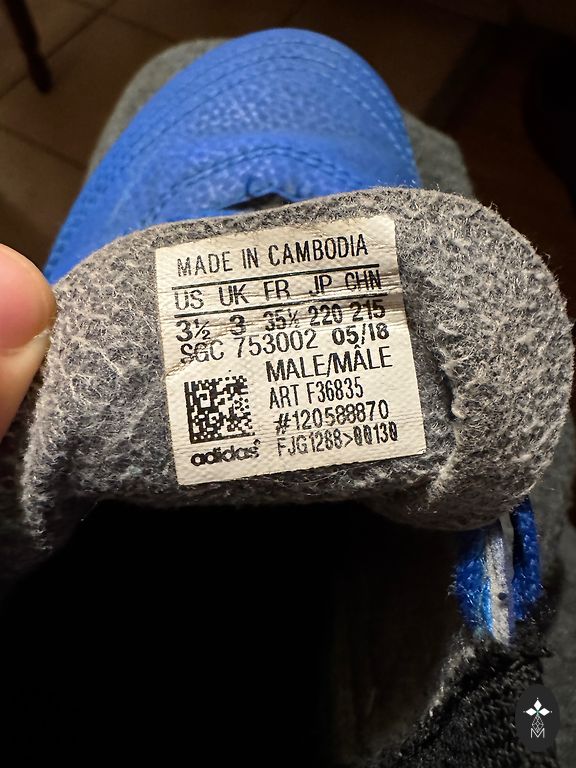 MADE IN CAMBODIA
US UK FR JP CHN
3½ 3 35½ 220 215
SGC 753002 05/18
MALE/MÂLE
ART F36835
#120588870
FJG1288>00130
adidas
M